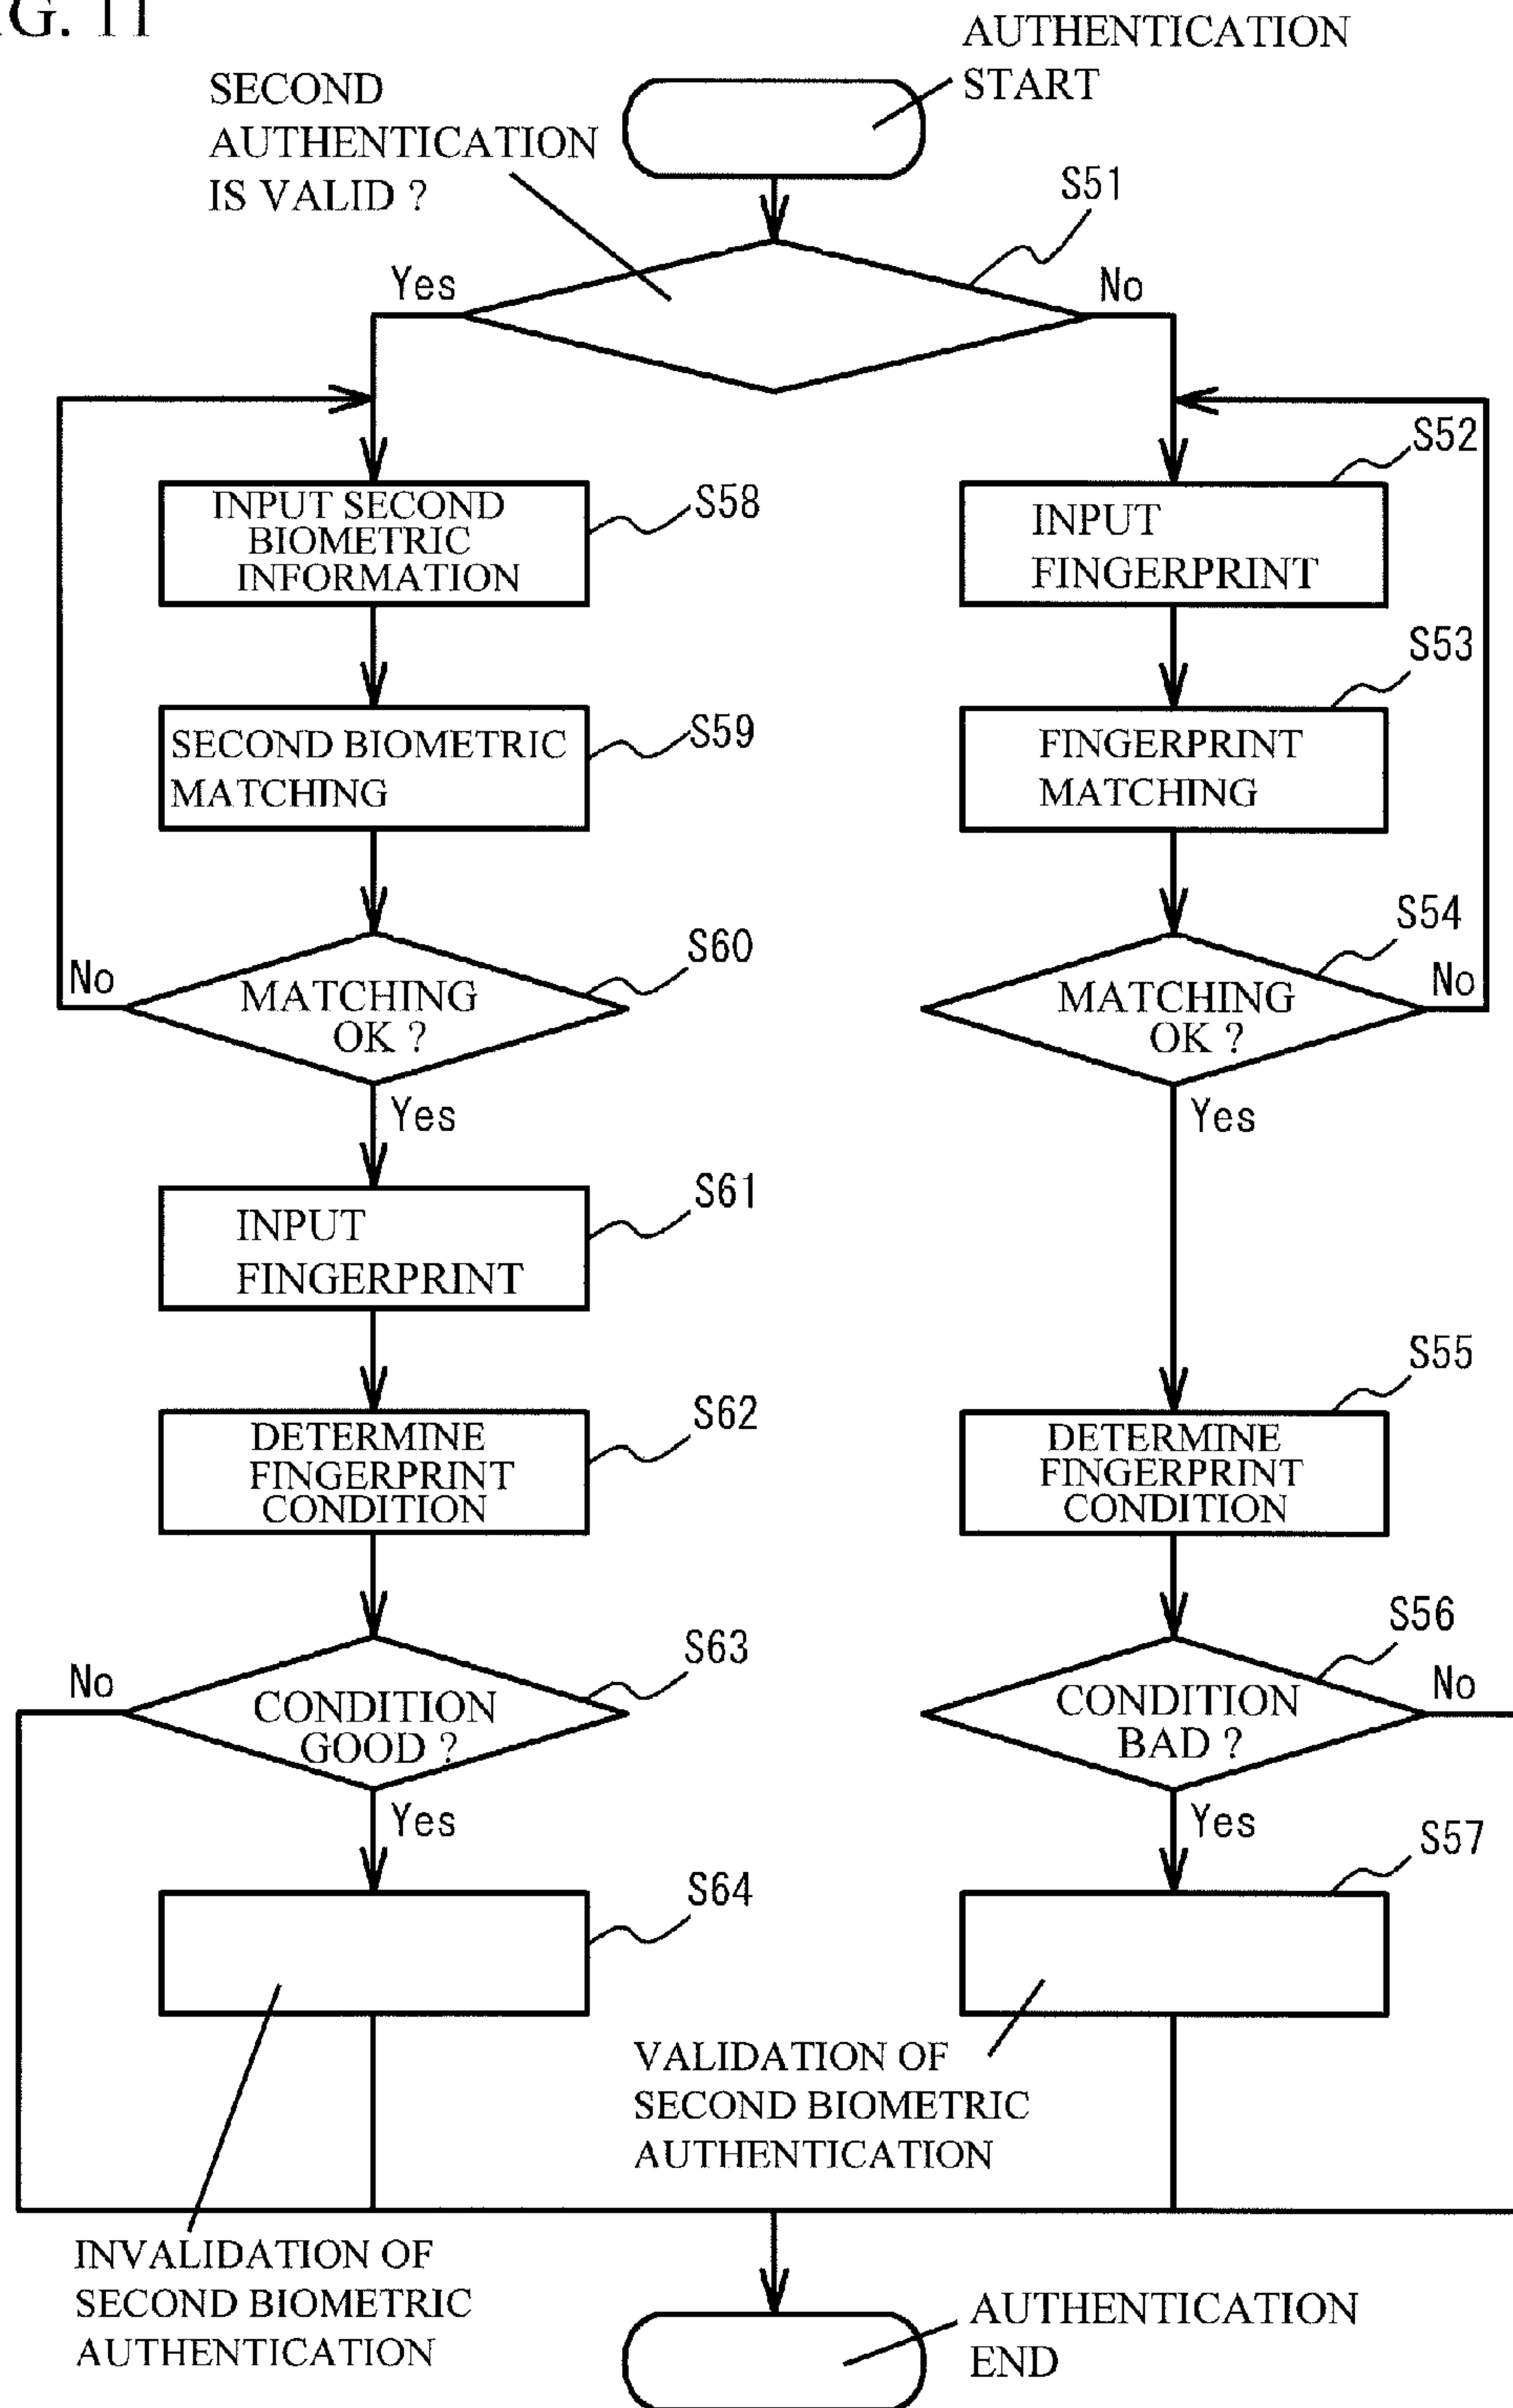 G. 11
AUTHENTICATION
START
SECOND
AUTHENTICATION
IS VALID ?
S51
Yes
No
S52
INPUT SECOND
BIOMETRIC
INFORMATION
S58
INPUT
FINGERPRINT
S53
SECOND BIOMETRIC
MATCHING
S59
FINGERPRINT
MATCHING
S54
S60
No
MATCHING
OK ?
MATCHING
OK ?
No
Yes
Yes
S61
INPUT
FINGERPRINT
S55
S62
DETERMINE
FINGERPRINT
CONDITION
DETERMINE
FINGERPRINT
CONDITION
S56
S63
No
CONDITION
GOOD ?
CONDITION
BAD ?
No
Yes
Yes
S57
S64
VALIDATION OF
SECOND BIOMETRIC
AUTHENTICATION
INVALIDATION OF
SECOND BIOMETRIC
AUTHENTICATION
AUTHENTICATION
END